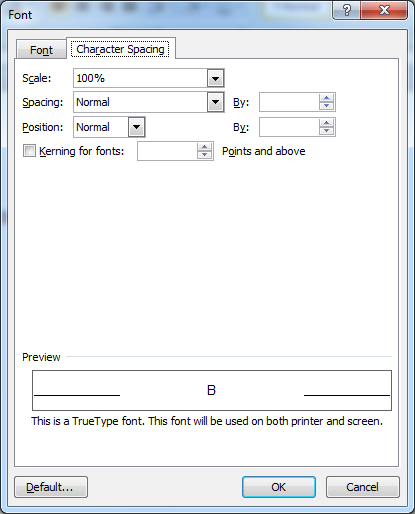 Font
Font Character Spacing
Scale: 100%
Spacing: Normal By:
Position: Normal By:
Kerning for fonts: Points and above
Preview
B
This is a TrueType font. This font will be used on both printer and screen.
Default... OK Cancel